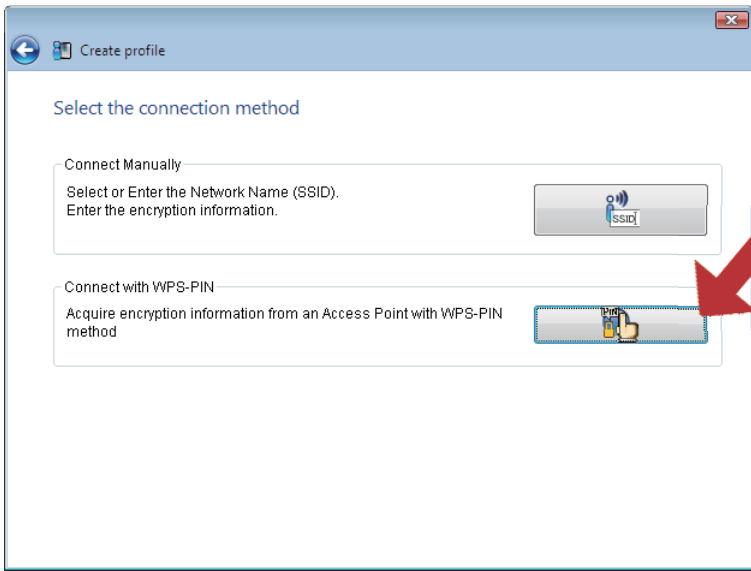 Create profile
Select the connection method
Connect Manually
Select or Enter the Network Name (SSID).
Enter the encryption information.
SSID
Connect with WPS-PIN
Acquire encryption information from an Access Point with WPS-PIN
method
PIN